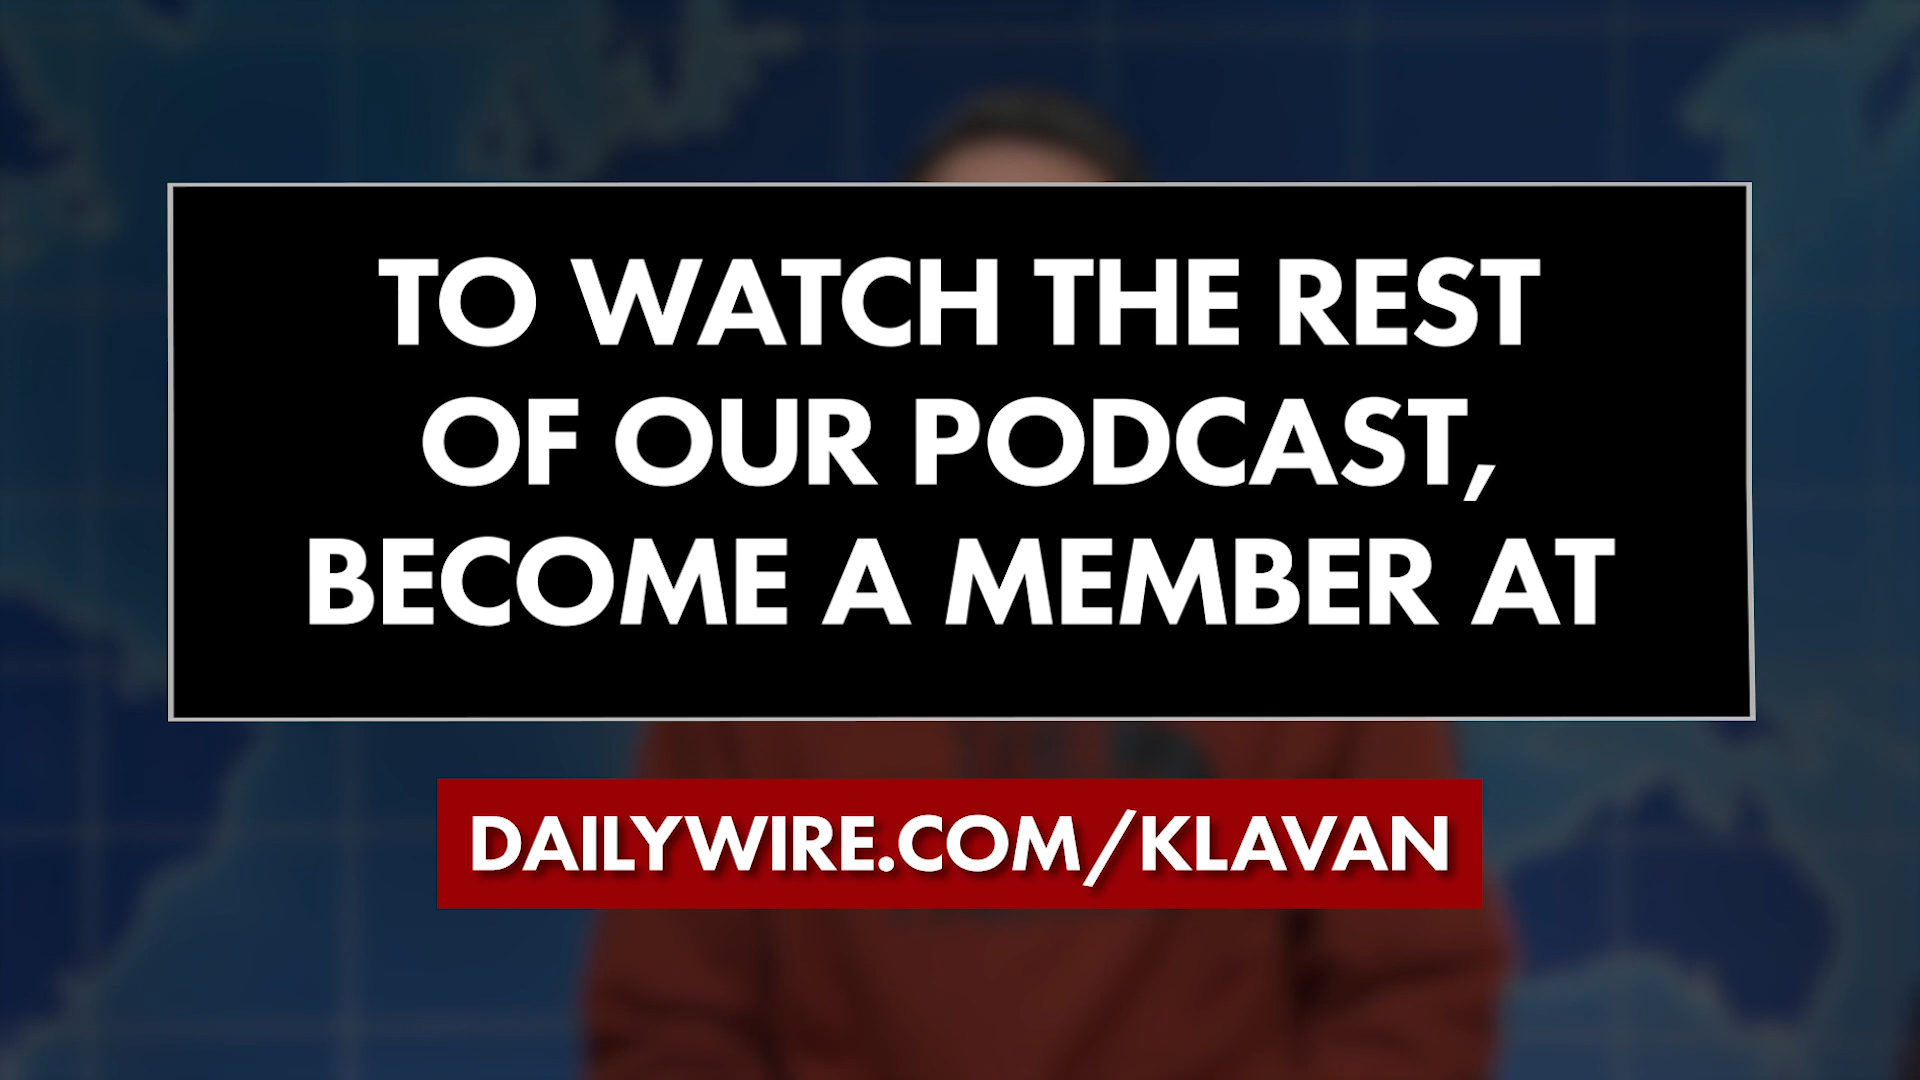 TO WATCH THE REST
OF OUR PODCAST,
BECOME A MEMBER AT
DAILYWIRE.COM/KLAVAN